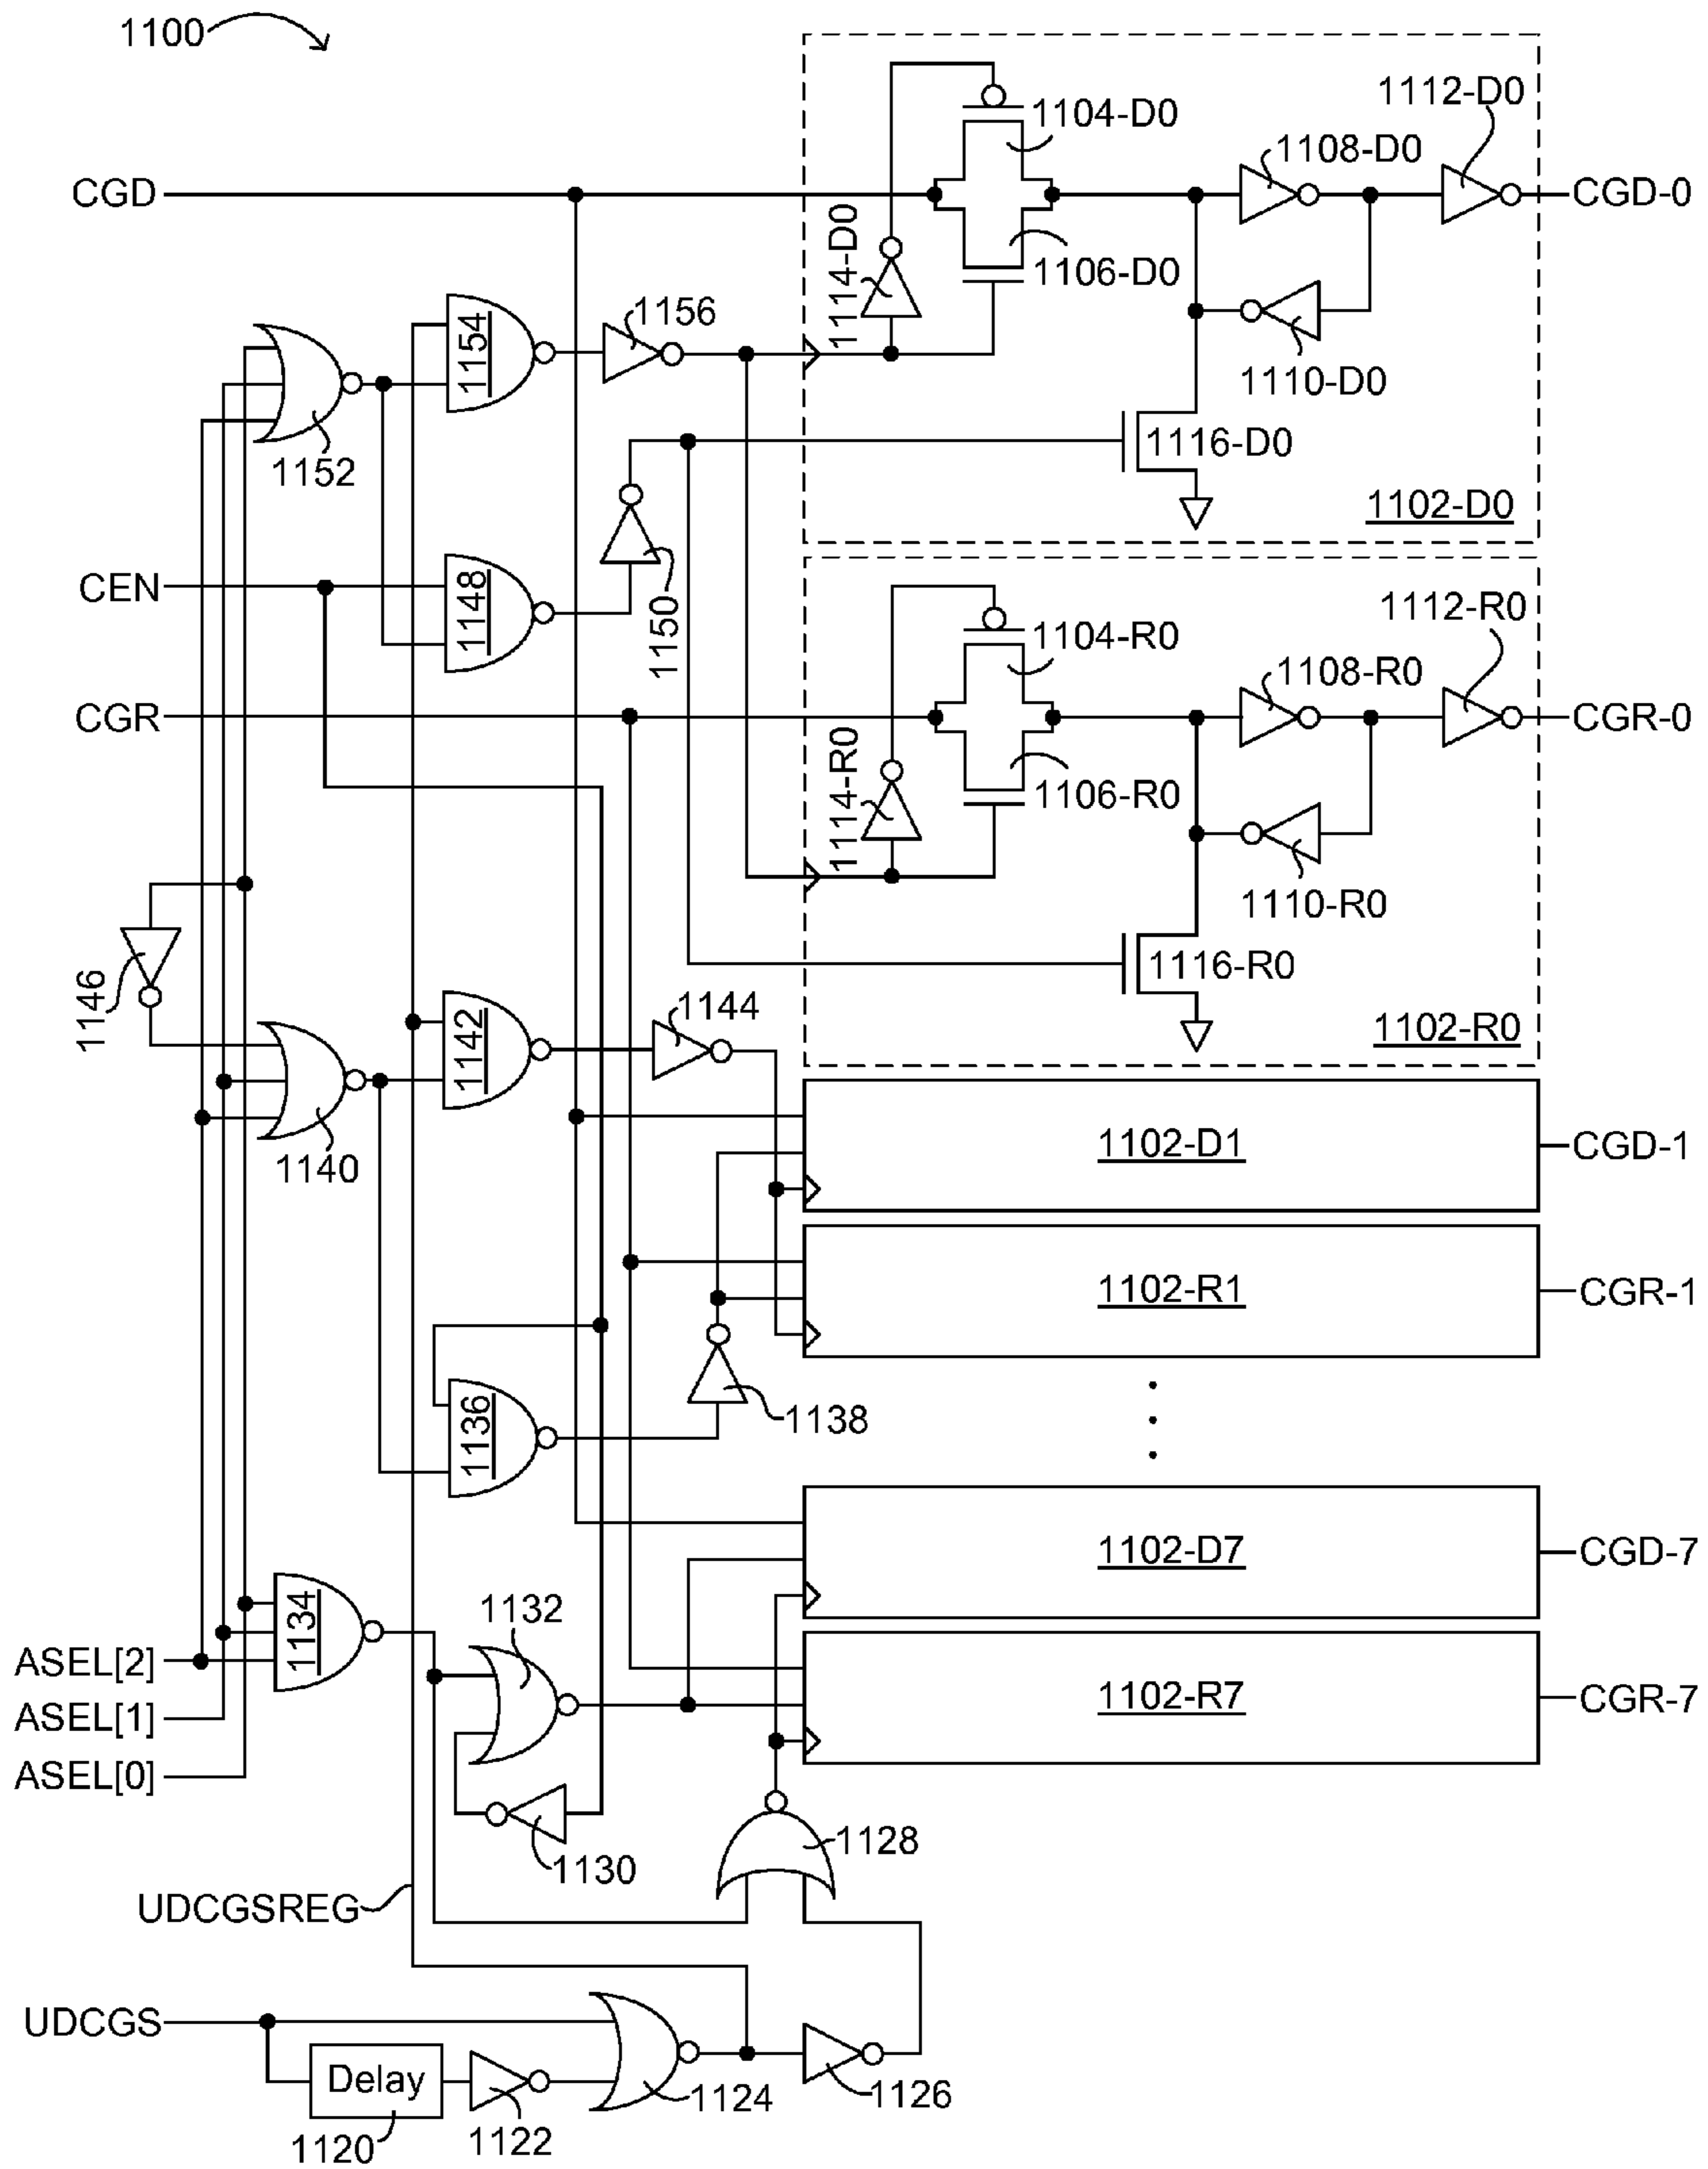 1100
1112-D0
1104-D0
1108-D0
CGD
CGD-0
1114-D0
1106-D0
1154
1156
1110-D0
1152
1116-D0
1102-D0
CEN
1148
1150
1112-R0
1104-R0
1108-R0
CGR
CGR-0
1114-R0
1106-R0
1110-R0
1146
1116-R0
1142
1144
1102-R0
1140
1102-D1
CGD-1
1102-R1
CGR-1
1136
1138
1102-D7
CGD-7
1134
1132
ASEL[2]
1102-R7
CGR-7
ASEL[1]
ASEL[0]
1128
1130
UDCGSREG
UDCGS
Delay
1124
1126
1120
1122